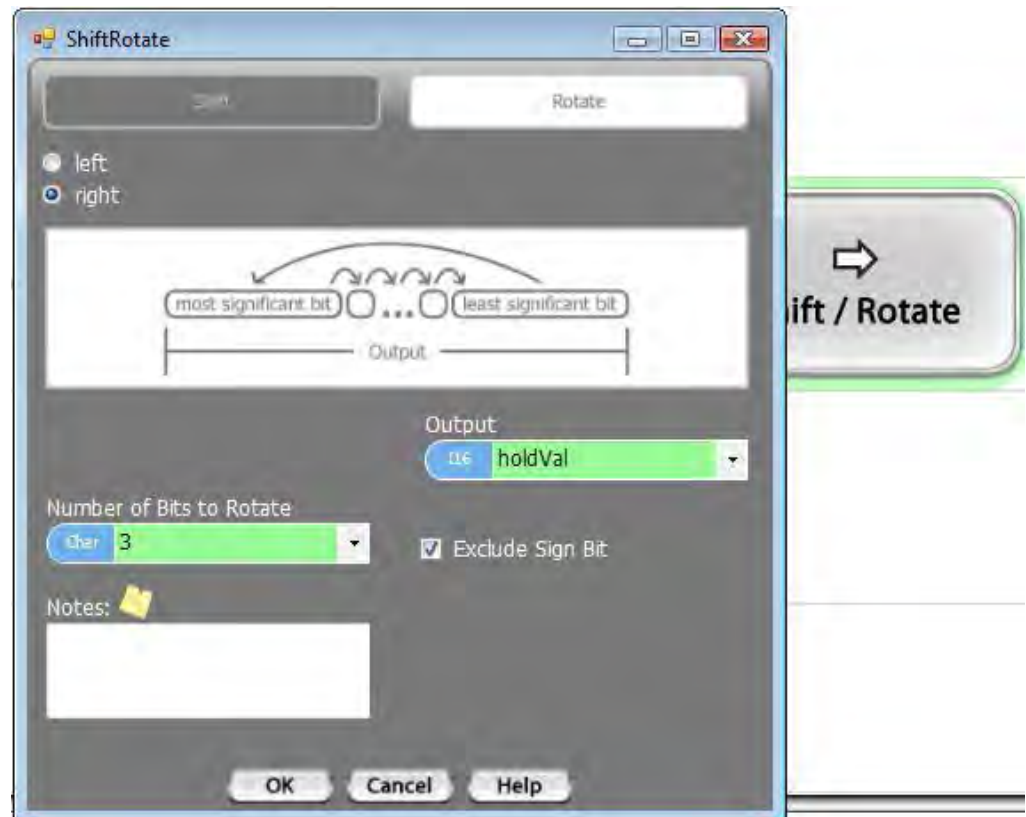 ShiftRotate
Rotate
left
right
most significant bit
...
least significant bit
Output
Output
I16 holdVal
Number of Bits to Rotate
Char 3
Exclude Sign Bit
Notes:
OK Cancel Help
ift / Rotate